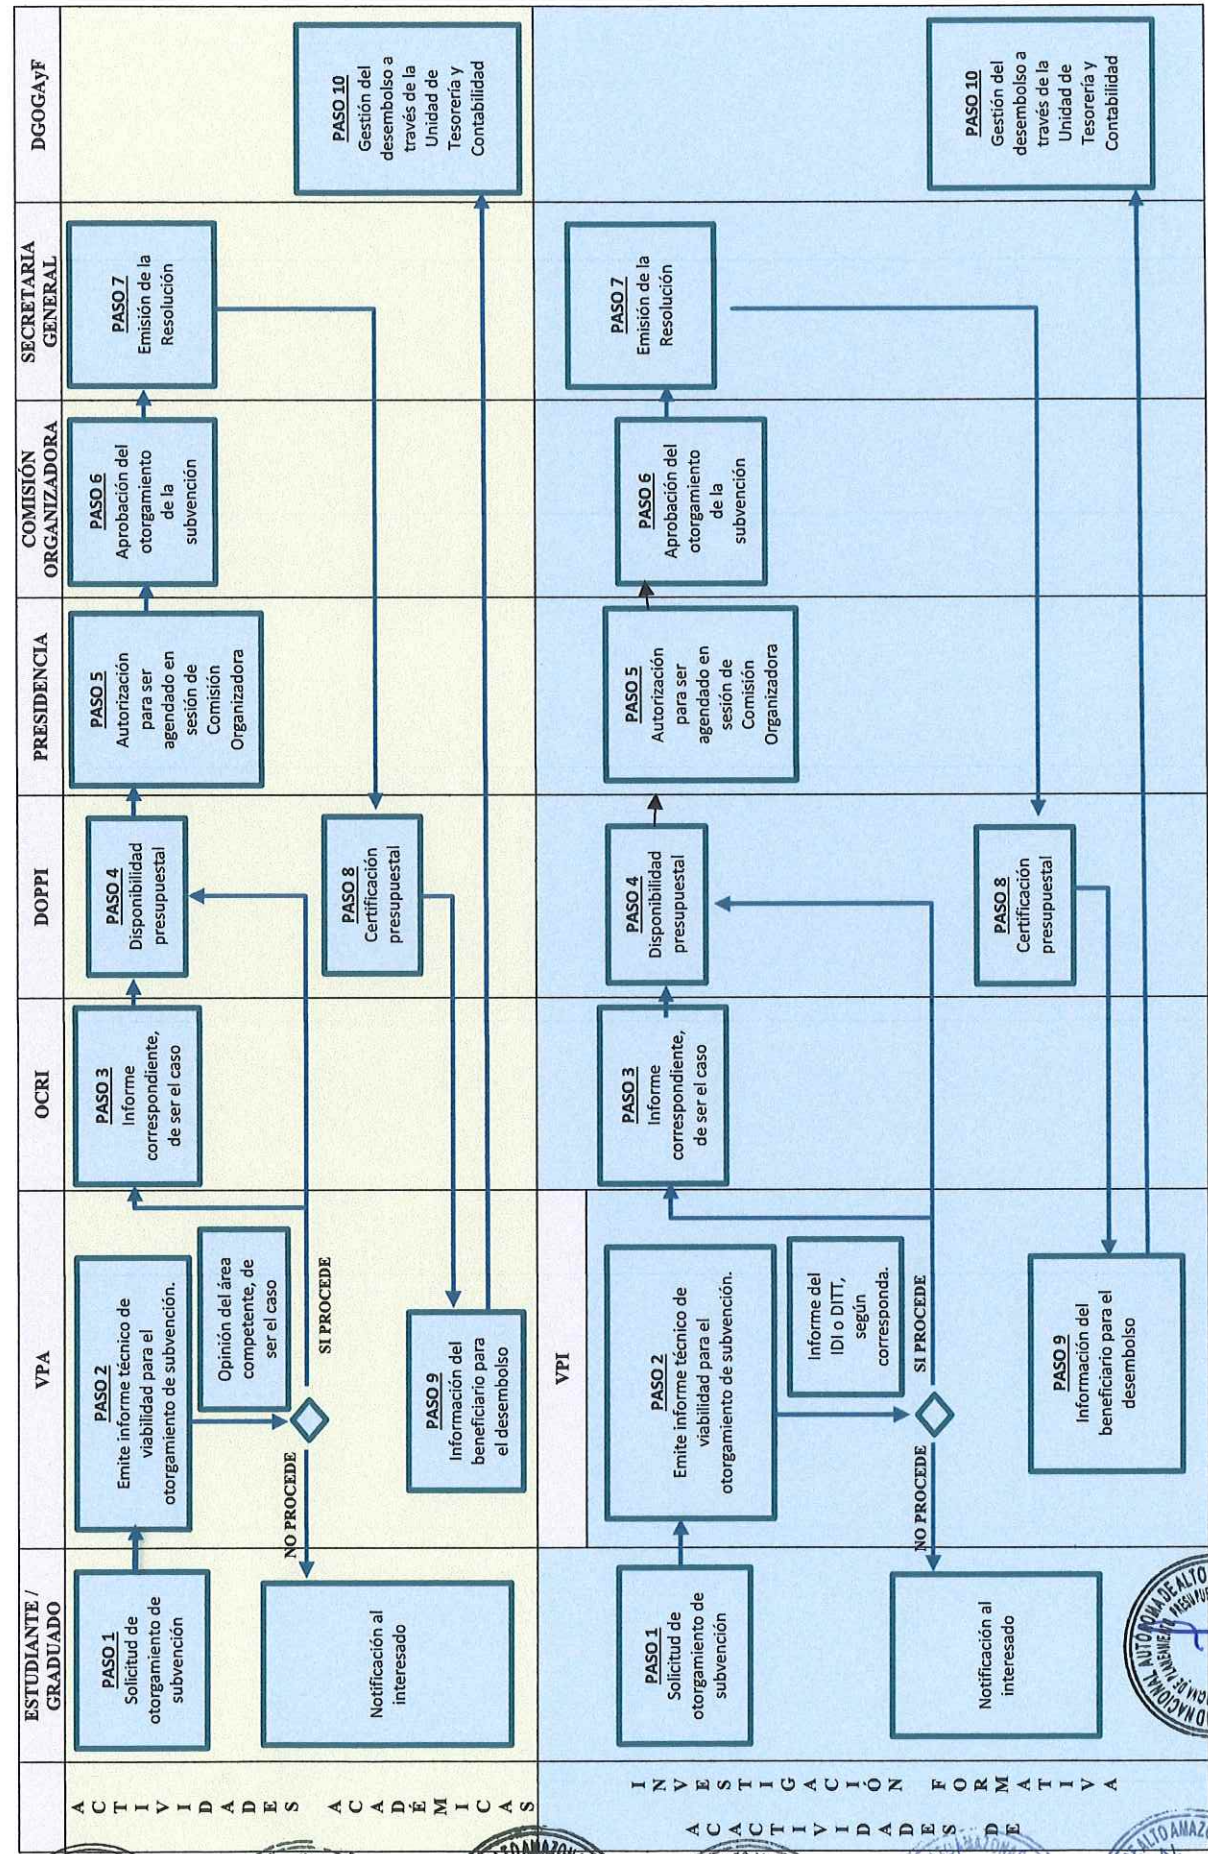 ESTUDIANTE /
GRADUADO
VPA
OCRI
DOPPI
PRESIDENCIA
COMISIÓN
ORGANIZADORA
SECRETARIA
GENERAL
DGOGAyF
ACTIVIDADES
ACADÉMICAS
PASO 1
Solicitud de
otorgamiento de
subvención
PASO 2
Emite informe técnico de
viabilidad para el
otorgamiento de subvención.
Opinión del área
competente, de
ser el caso
NO PROCEDE
SI PROCEDE
Notificación al
interesado
PASO 3
Informe
correspondiente,
de ser el caso
PASO 4
Disponibilidad
presupuestal
PASO 5
Autorización
para ser
agendado en
sesión de
Comisión
Organizadora
PASO 6
Aprobación del
otorgamiento
de la
subvención
PASO 7
Emisión de la
Resolución
PASO 8
Certificación
presupuestal
PASO 9
Información del
beneficiario para
el desembolso
PASO 10
Gestión del
desembolso a
través de la
Unidad de
Tesorería y
Contabilidad
VPI
ACACTIVIDADES DE
INVESTIGACIÓN FORMATIVA
PASO 1
Solicitud de
otorgamiento de
subvención
PASO 2
Emite informe técnico de
viabilidad para el
otorgamiento de subvención.
Informe del
IDI o DITT,
según
corresponda.
NO PROCEDE
SI PROCEDE
Notificación al
interesado
PASO 3
Informe
correspondiente,
de ser el caso
PASO 4
Disponibilidad
presupuestal
PASO 5
Autorización
para ser
agendado en
sesión de
Comisión
Organizadora
PASO 6
Aprobación del
otorgamiento
de la
subvención
PASO 7
Emisión de la
Resolución
PASO 8
Certificación
presupuestal
PASO 9
Información del
beneficiario para el
desembolso
PASO 10
Gestión del
desembolso a
través de la
Unidad de
Tesorería y
Contabilidad